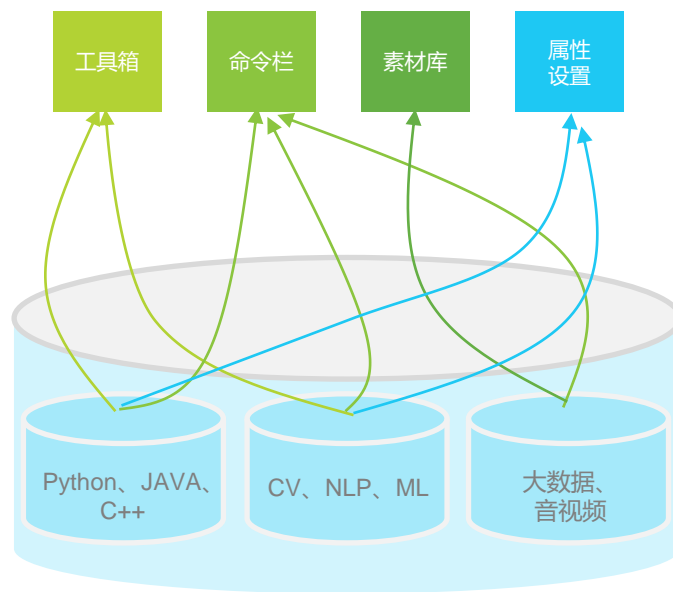 工具箱
命令栏
素材库
属性
设置
Python、JAVA、
C++
CV、NLP、ML
大数据、
音视频